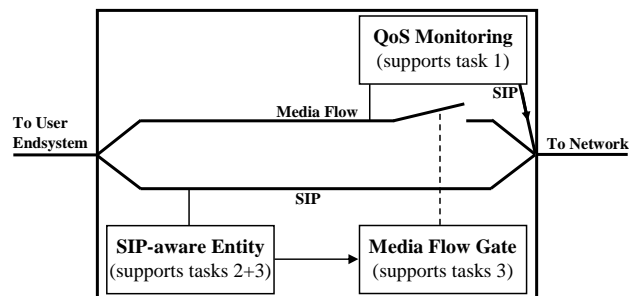 QoS Monitoring
(supports task 1)
SIP
Media Flow
To User
Endsystem
To Network
SIP
SIP-aware Entity
(supports tasks 2+3)
Media Flow Gate
(supports tasks 3)